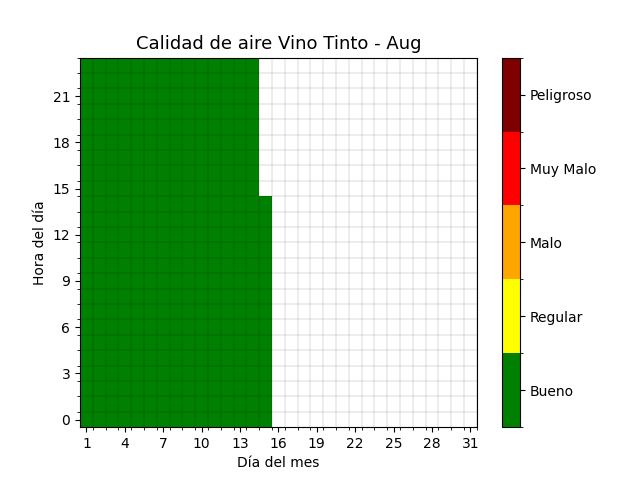 Calidad de aire Vino Tinto - Aug
Hora del día
21
18
15
12
9
6
3
0
1 4 7 10 13 16 19 22 25 28 31
Día del mes
Peligroso
Muy Malo
Malo
Regular
Bueno